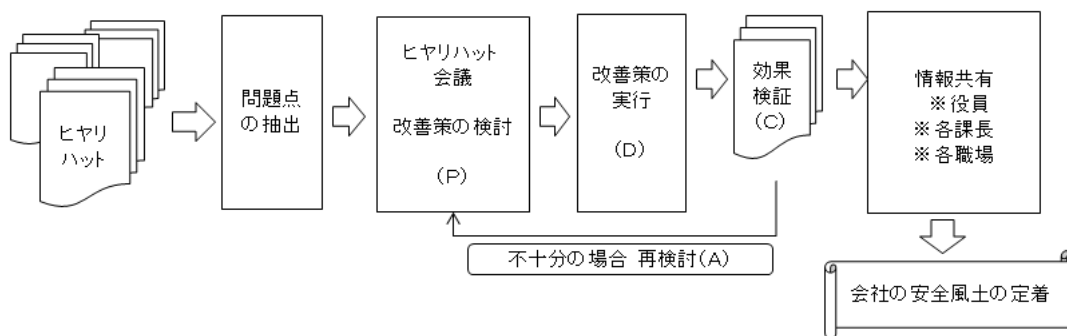 ヒヤリ
ハット
問題点
の抽出
ヒヤリハット
会議
改善策の検討
(P)
改善策の
実行
(D)
効果
検証
(C)
情報共有
※役員
※各課長
※各職場
不十分の場合 再検討(A)
会社の安全風土の定着